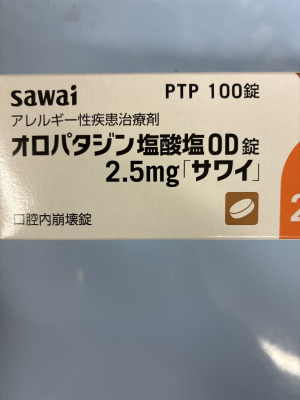 sawai
PTP 100錠
アレルギー性疾患治療剤
オロパタジン塩酸塩OD錠
2.5mg「サワイ」
口腔内崩壊錠
2